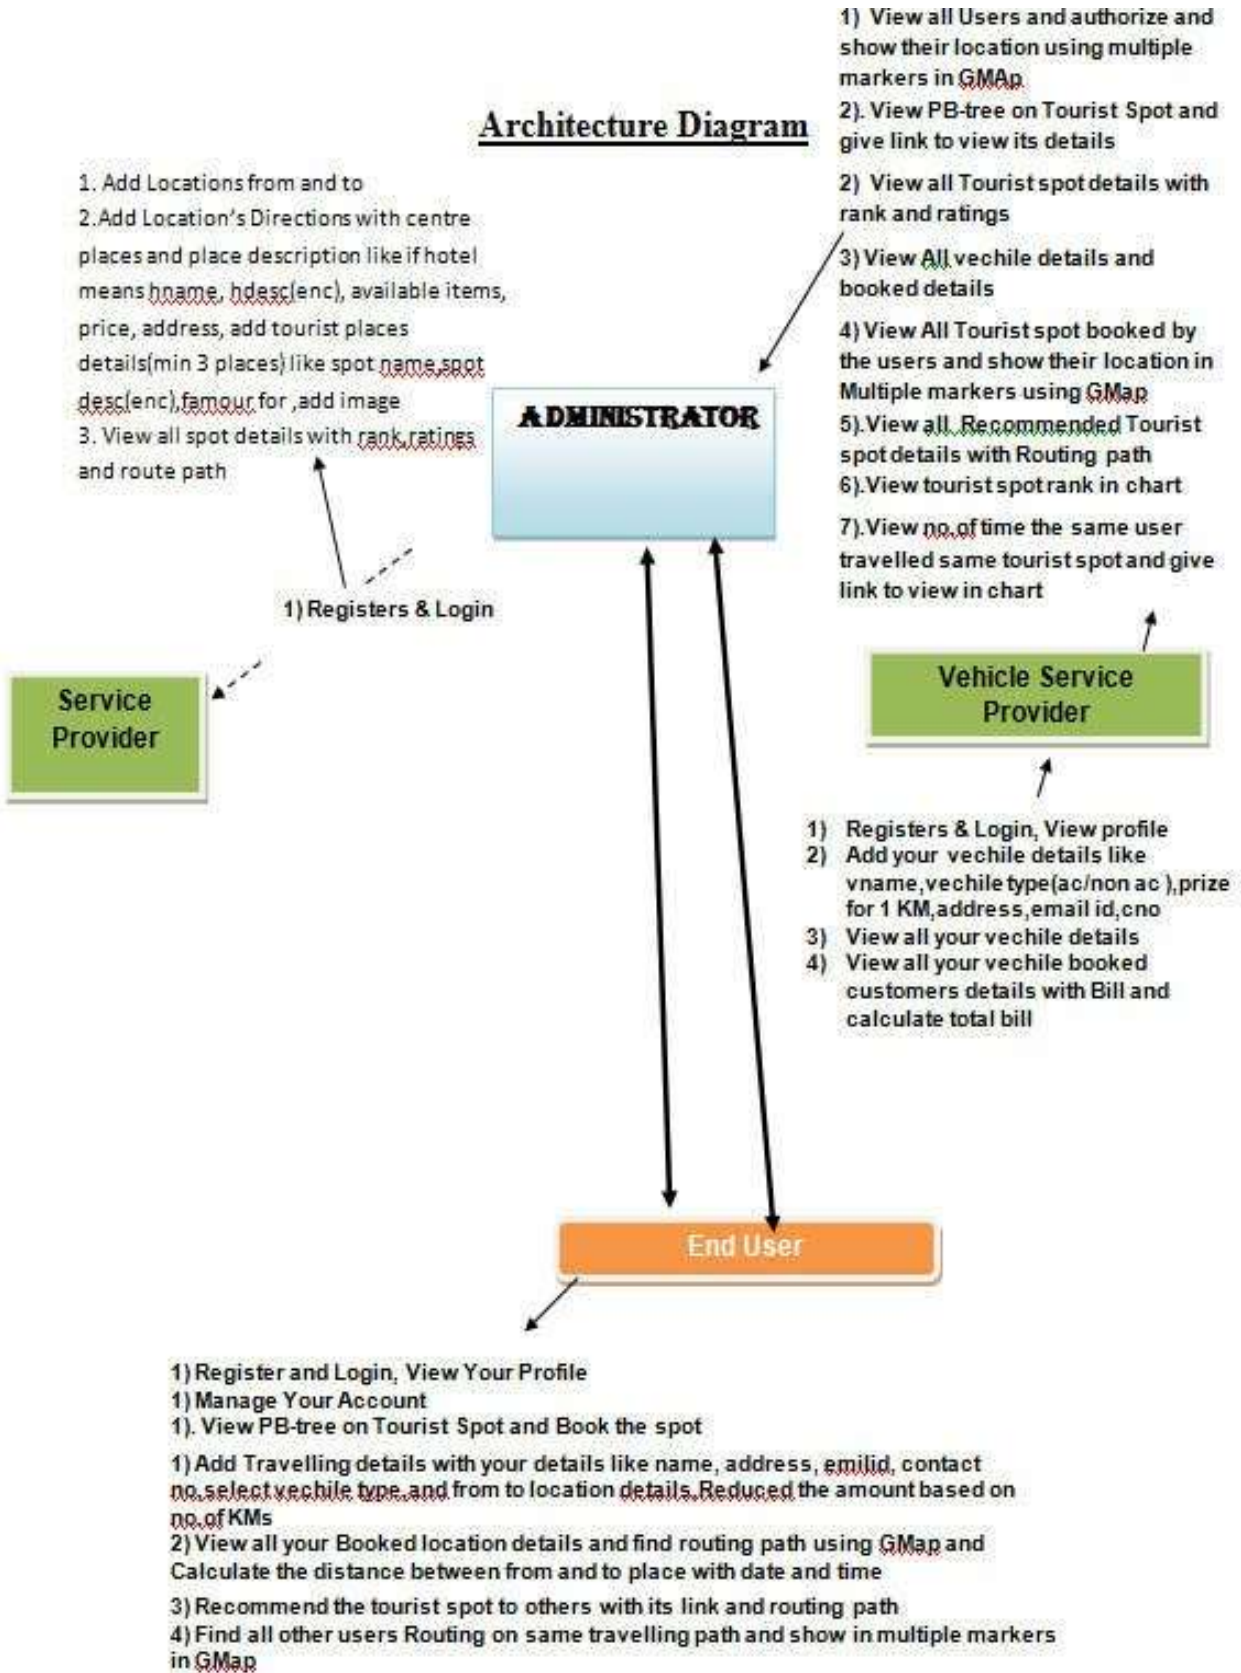 Architecture Diagram
1) View all Users and authorize and
show their location using multiple
markers in GMAp
2). View PB-tree on Tourist Spot and
give link to view its details
2) View all Tourist spot details with
rank and ratings
3) View All vechile details and
booked details
4) View All Tourist spot booked by
the users and show their location in
Multiple markers using GMap
5).View all Recommended Tourist
spot details with Routing path
6).View tourist spot rank in chart
7).View no.of time the same user
travelled same tourist spot and give
link to view in chart
1. Add Locations from and to
2.Add Location's Directions with centre
places and place description like if hotel
means hname, hdesc(enc), available items,
price, address, add tourist places
details(min 3 places) like spot name,spot
desc(enc),famour for ,add image
3. View all spot details with rank,ratings
and route path
ADMINISTRATOR
1) Registers & Login
Service
Provider
Vehicle Service
Provider
1) Registers & Login, View profile
2) Add your vechile details like
vname,vechile type(ac/non ac ),prize
for 1 KM,address,email id,cno
3) View all your vechile details
4) View all your vechile booked
customers details with Bill and
calculate total bill
End User
1) Register and Login, View Your Profile
1) Manage Your Account
1). View PB-tree on Tourist Spot and Book the spot
1) Add Travelling details with your details like name, address, emilid, contact
no,select vechile type,and from to location details.Reduced the amount based on
no.of KMs
2) View all your Booked location details and find routing path using GMap and
Calculate the distance between from and to place with date and time
3) Recommend the tourist spot to others with its link and routing path
4) Find all other users Routing on same travelling path and show in multiple markers
in GMap